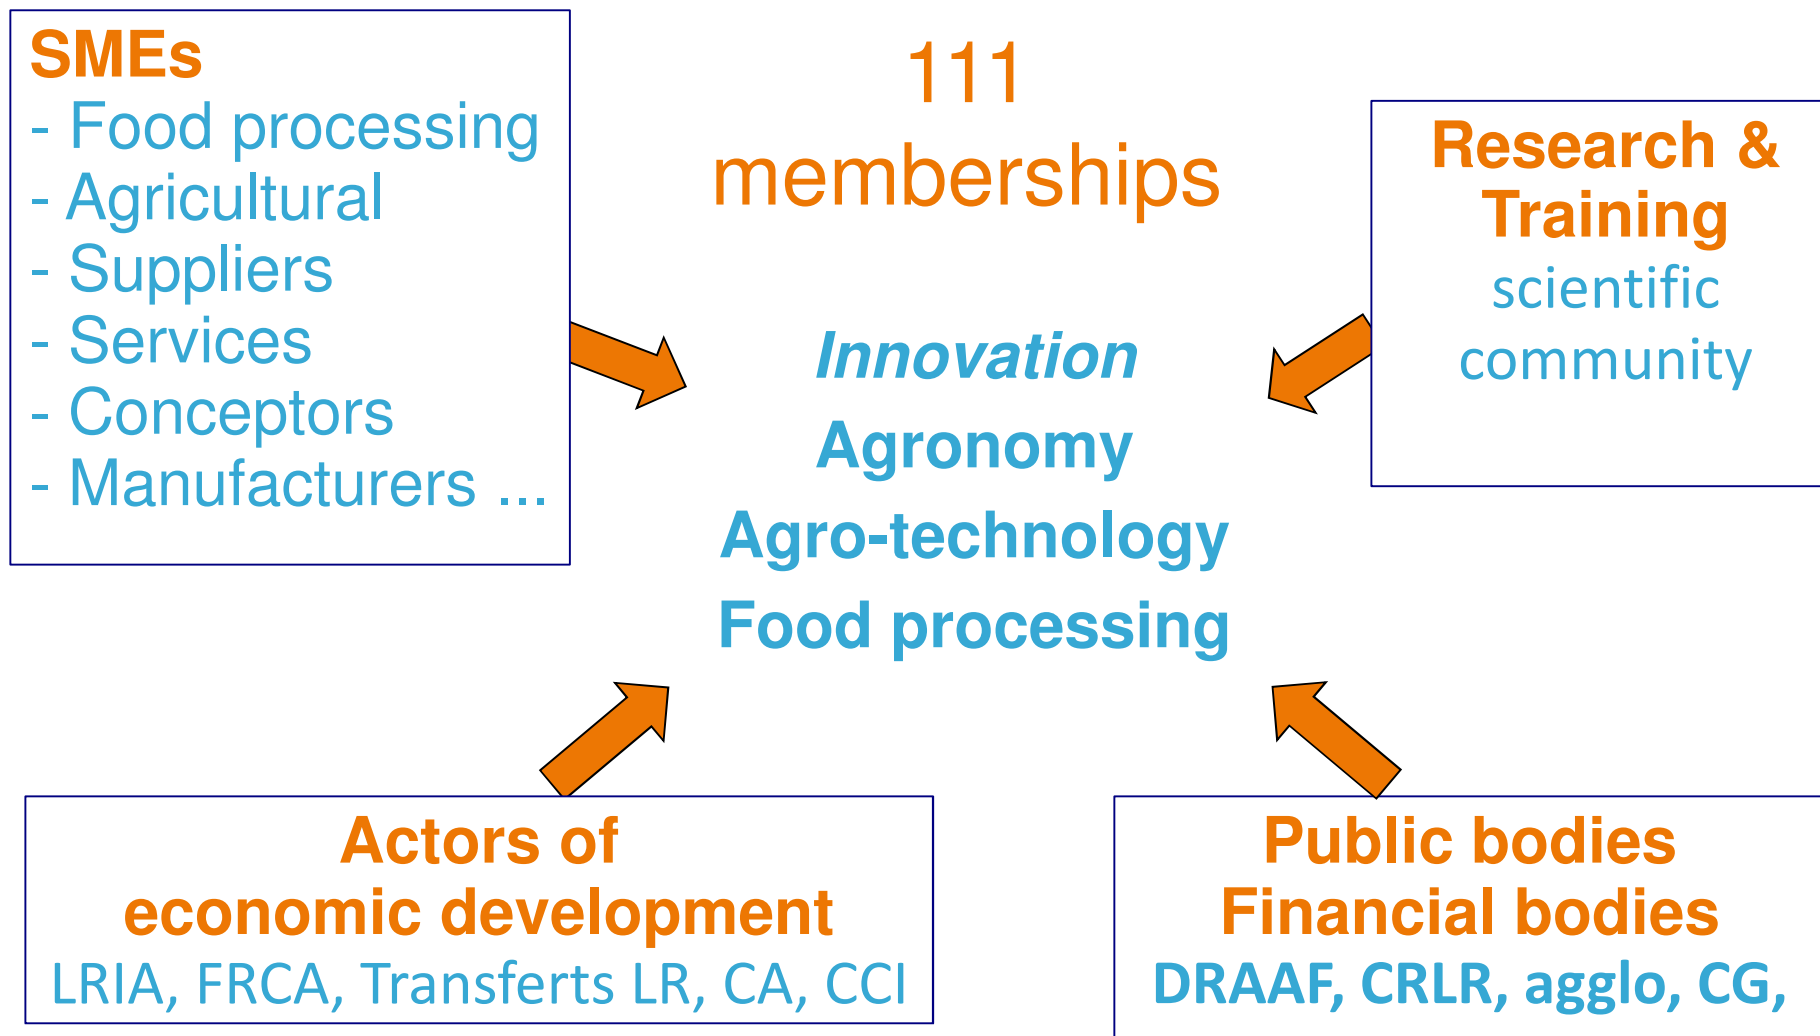 SMEs
- Food processing
- Agricultural
- Suppliers
- Services
- Conceptors
- Manufacturers ...
111
memberships
Research &
Training
scientific
community
Innovation
Agronomy
Agro-technology
Food processing
Actors of
economic development
LRIA, FRCA, Transferts LR, CA, CCI
Public bodies
Financial bodies
DRAAF, CRLR, agglo, CG,